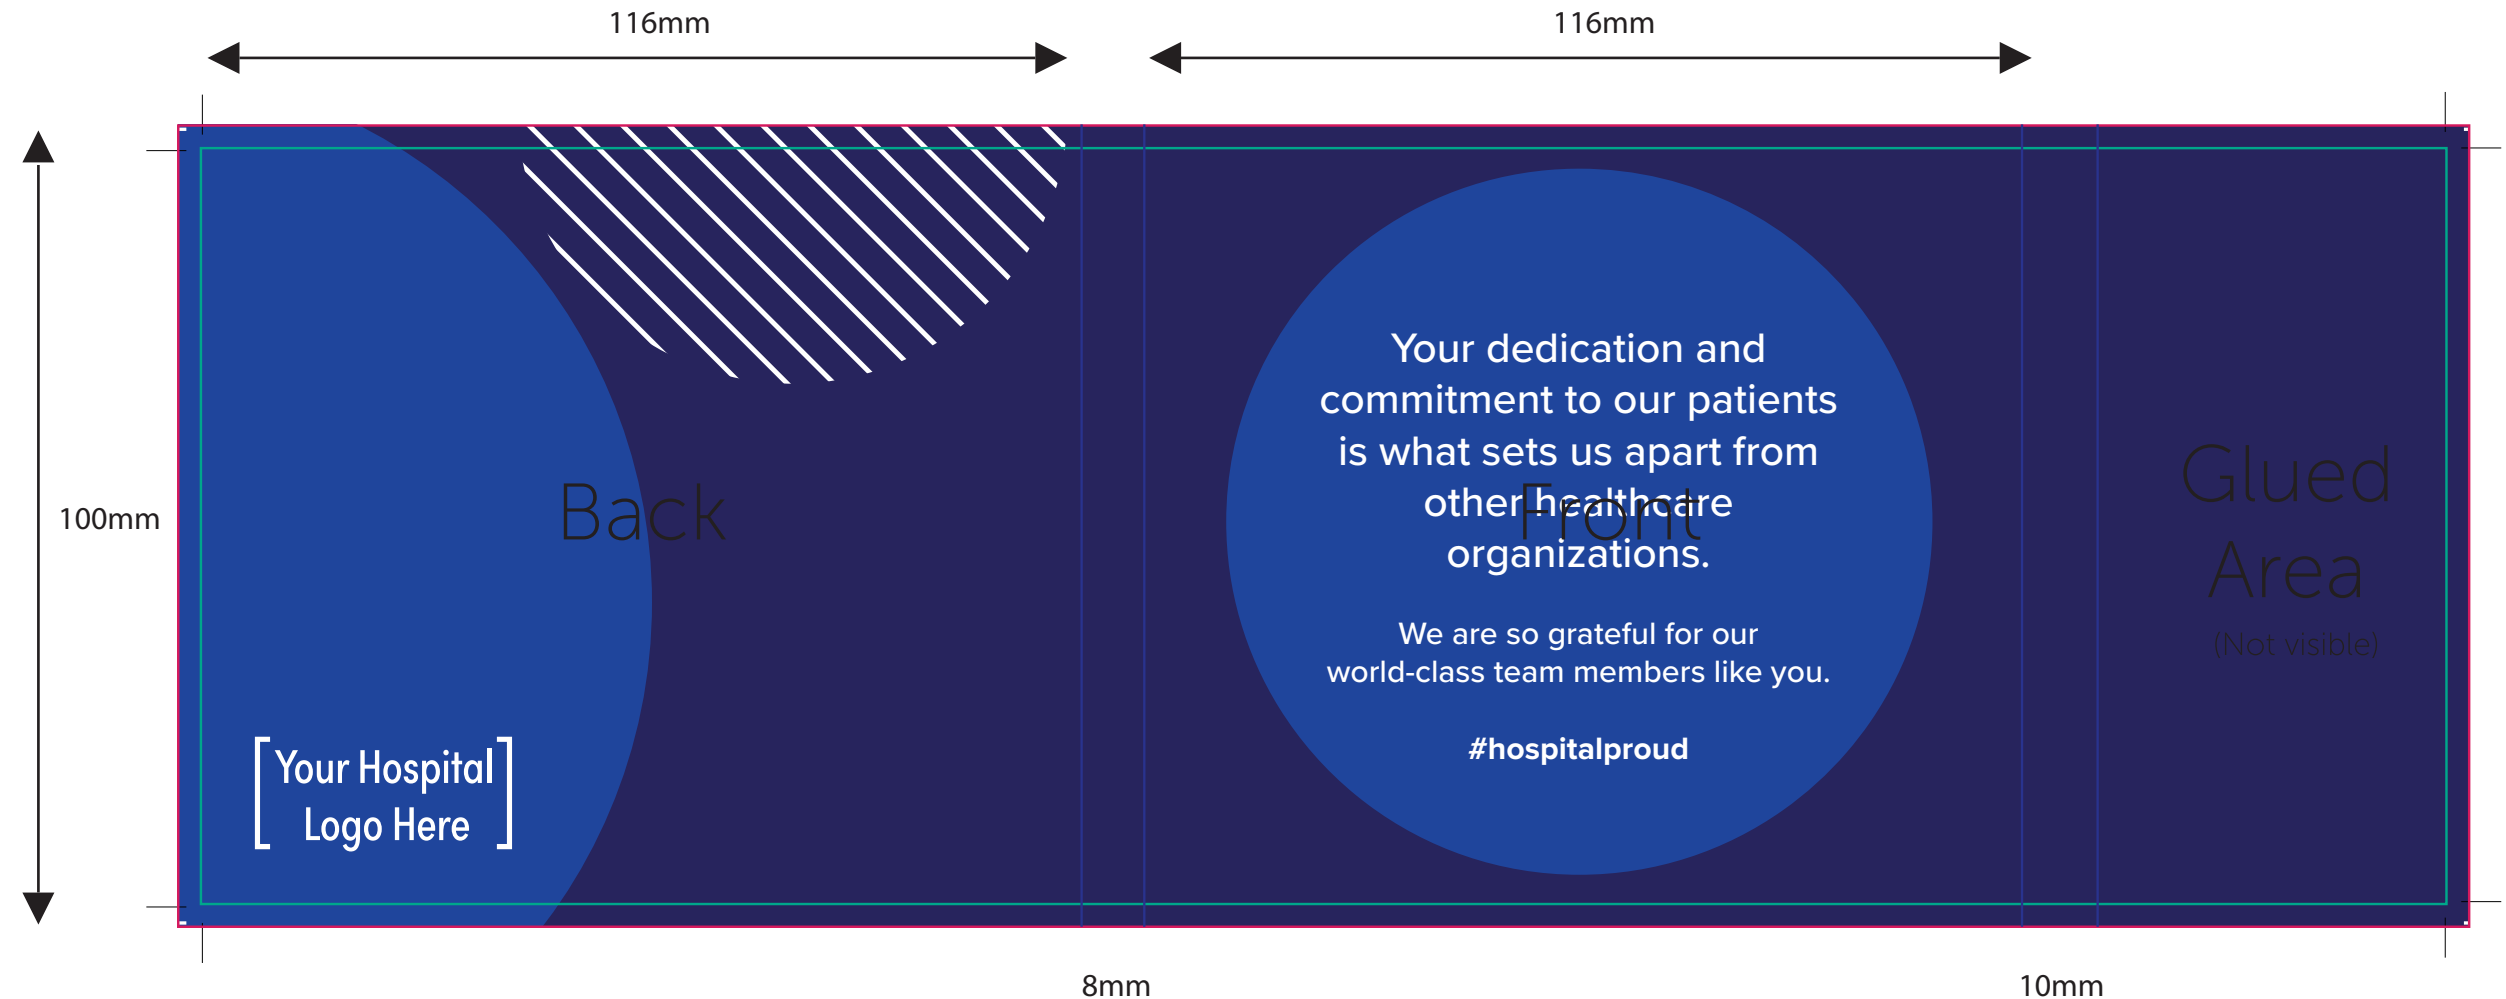 116mm
116mm
100mm
Back
[Your Hospital
Logo Here]
Your dedication and
commitment to our patients
is what sets us apart from
other healthcare
organizations.
Front
We are so grateful for our
world-class team members like you.
#hospitalproud
Glued
Area
(Not visible)
8mm
10mm